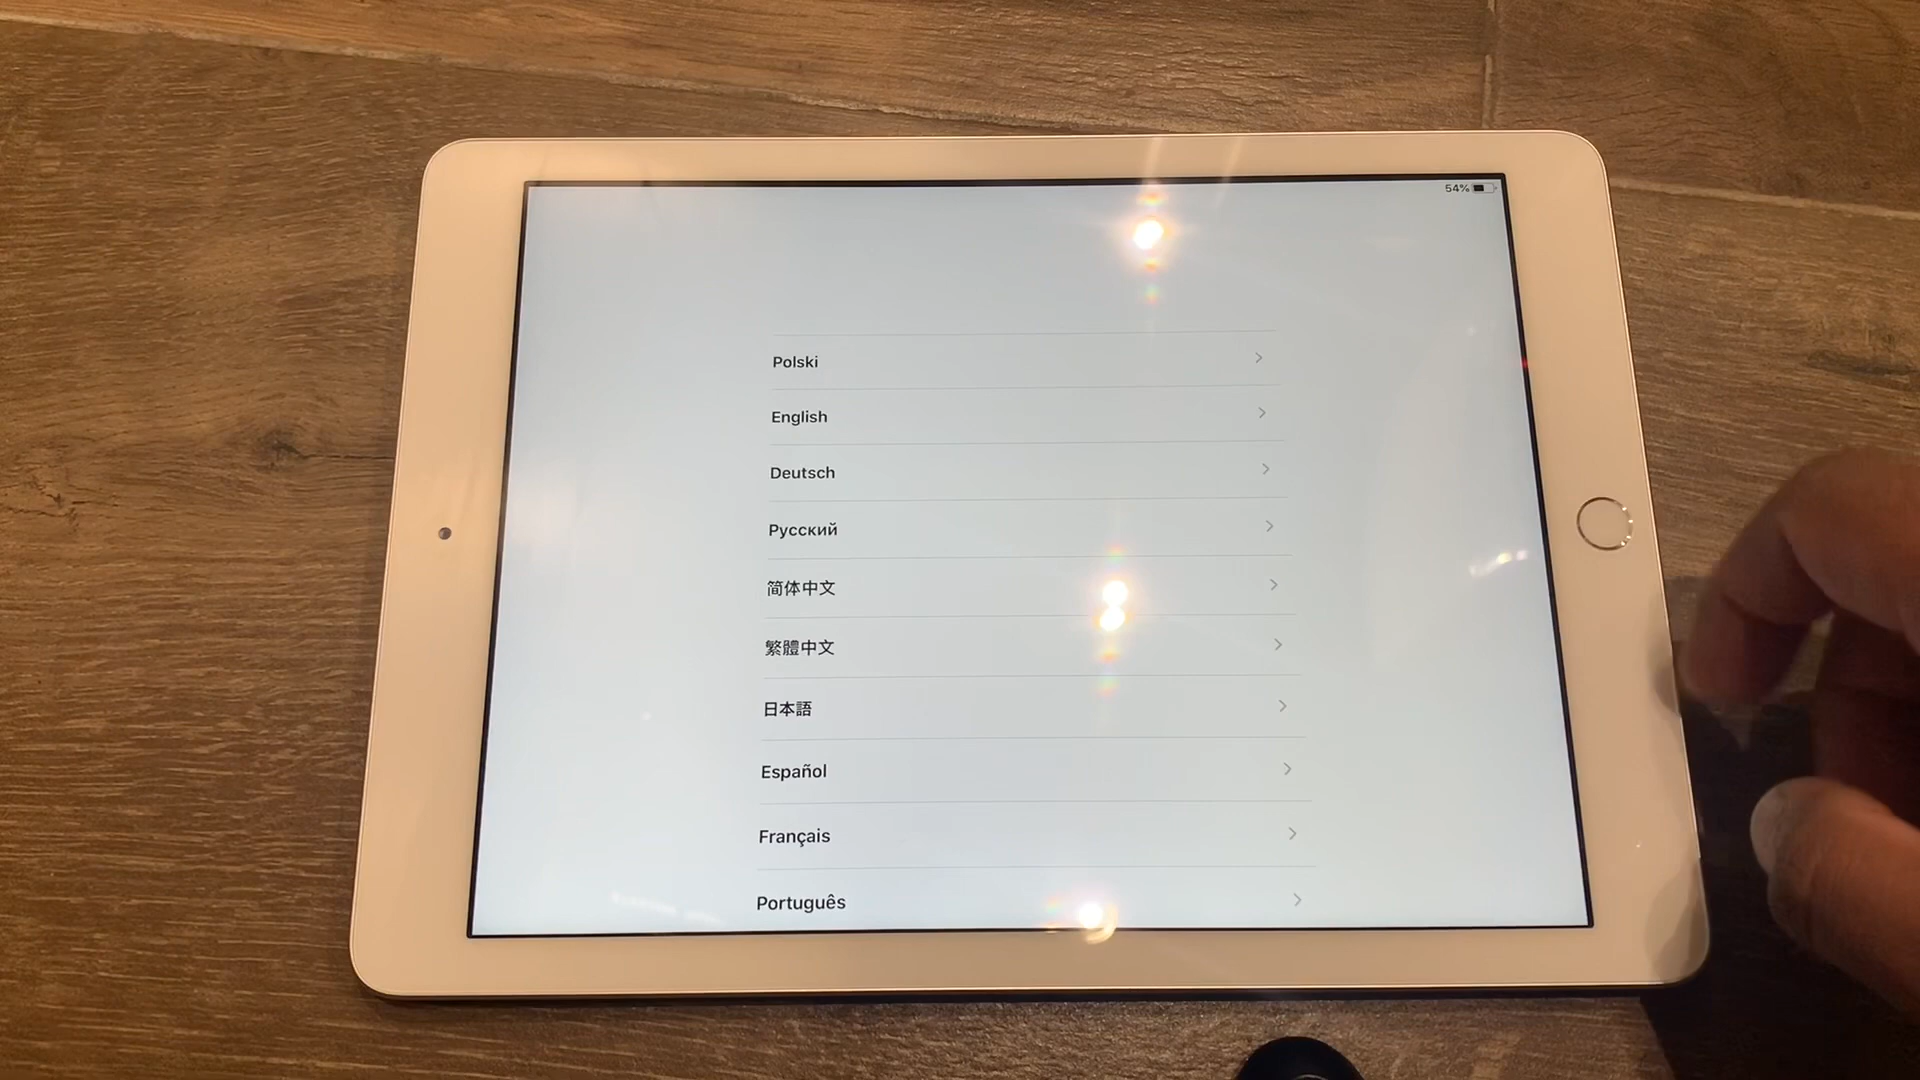 54%
Polski
English
Deutsch
Русский
简体中文
繁體中文
日本語
Español
Français
Português